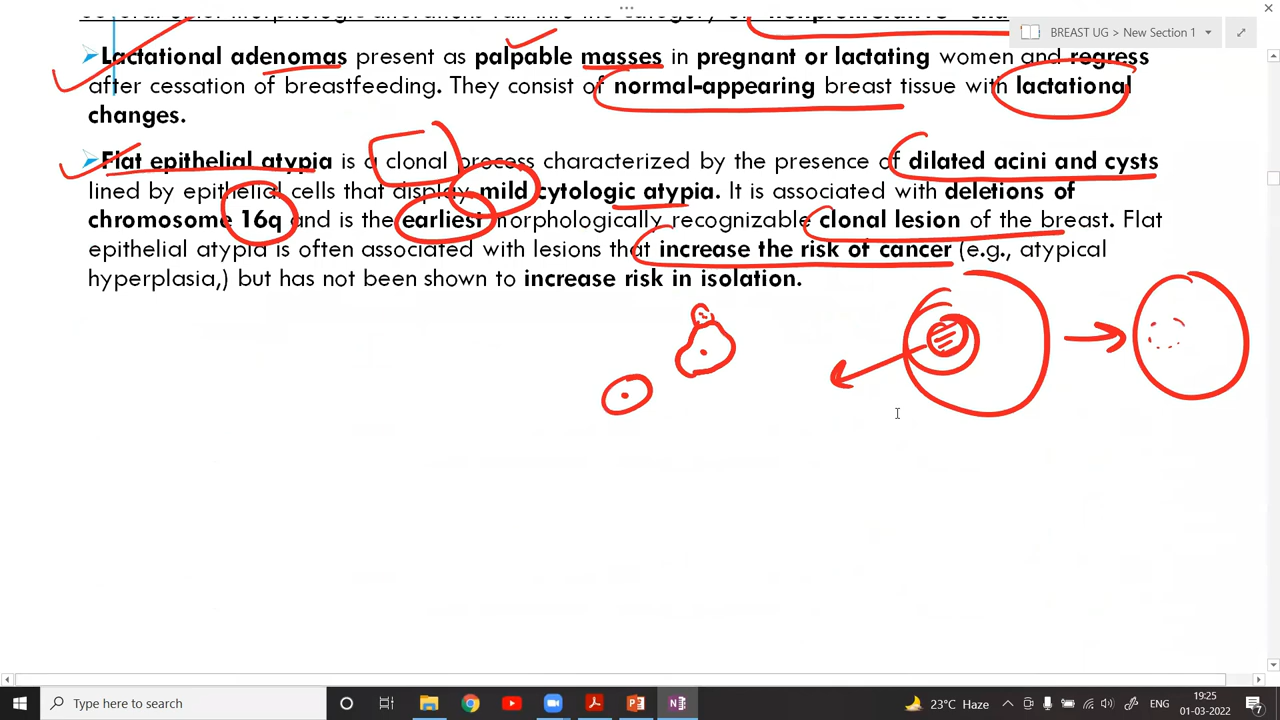 BREAST UG > New Section 1
Lactational adenomas present as palpable masses in pregnant or lactating women and regress
after cessation of breastfeeding. They consist of normal-appearing breast tissue with lactational
changes.
Flat epithelial atypia is a clonal process characterized by the presence of dilated acini and cysts
lined by epithelial cells that display mild cytologic atypia. It is associated with deletions of
chromosome 16q and is the earliest morphologically recognizable clonal lesion of the breast. Flat
epithelial atypia is often associated with lesions that increase the risk of cancer (e.g., atypical
hyperplasia,) but has not been shown to increase risk in isolation.
Type here to search
23°C Haze
ENG
19:25
01-03-2022
7